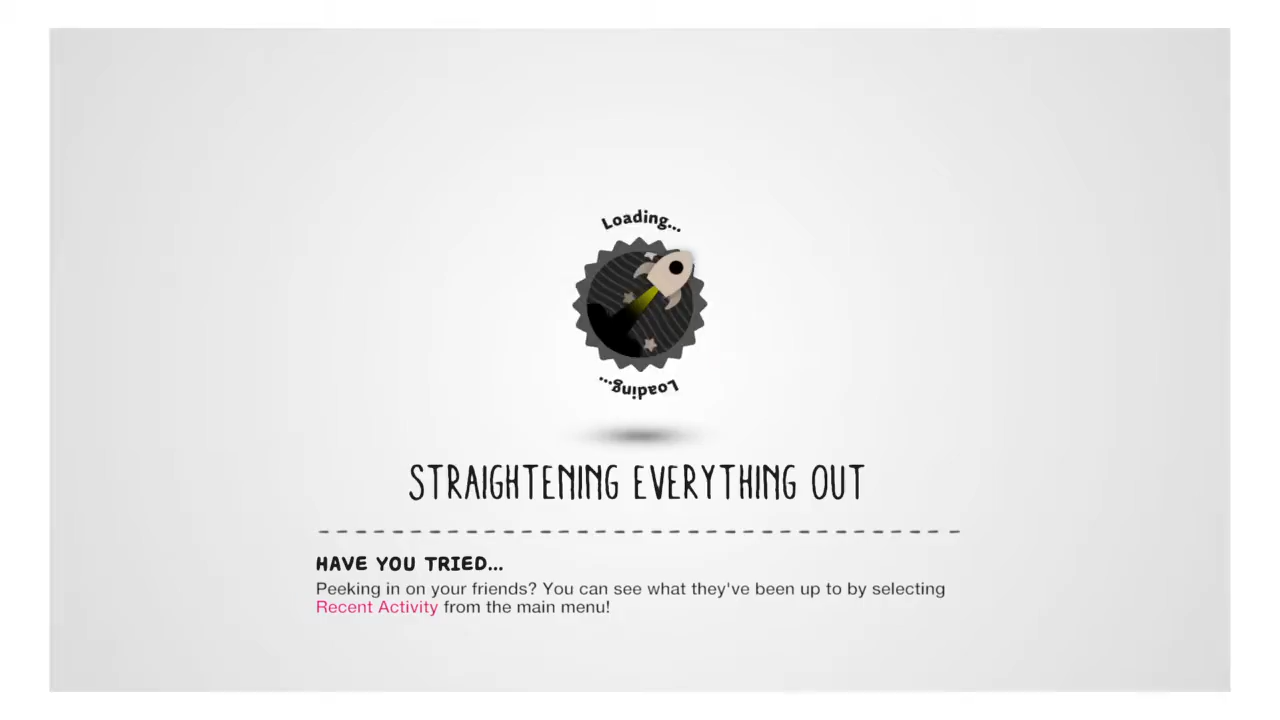 Loading...
Loading...
STRAIGHTENING EVERYTHING OUT
HAVE YOU TRIED...
Peeking in on your friends? You can see what they've been up to by selecting
Recent Activity from the main menu!